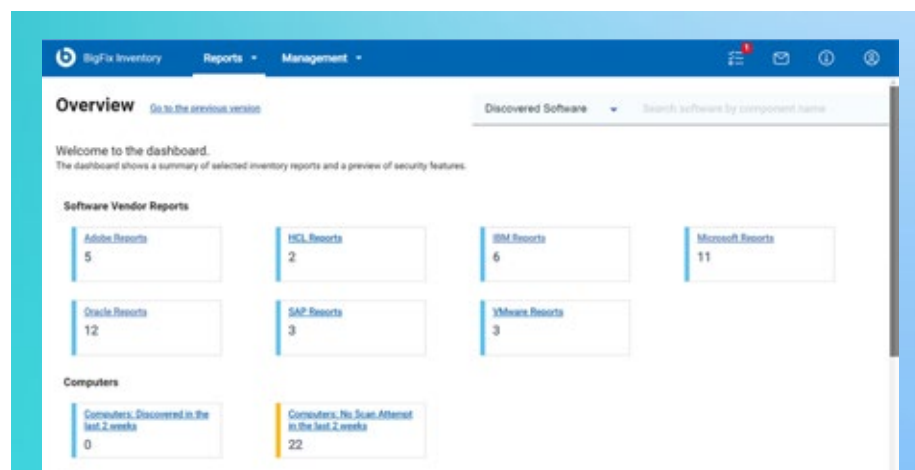 BigFix Inventory Reports Management 1
Overview Go to the previous version Discovered Software Search software by component name
Welcome to the dashboard.
The dashboard shows a summary of selected inventory reports and a preview of security features.
Software Vendor Reports
Adobe Reports
5
HCL Reports
2
IBM Reports
6
Microsoft Reports
11
Oracle Reports
12
SAP Reports
3
VMware Reports
3
Computers
Computers: Discovered in the
last 2 weeks
0
Computers: No Scan Attempt
in the last 2 weeks
22